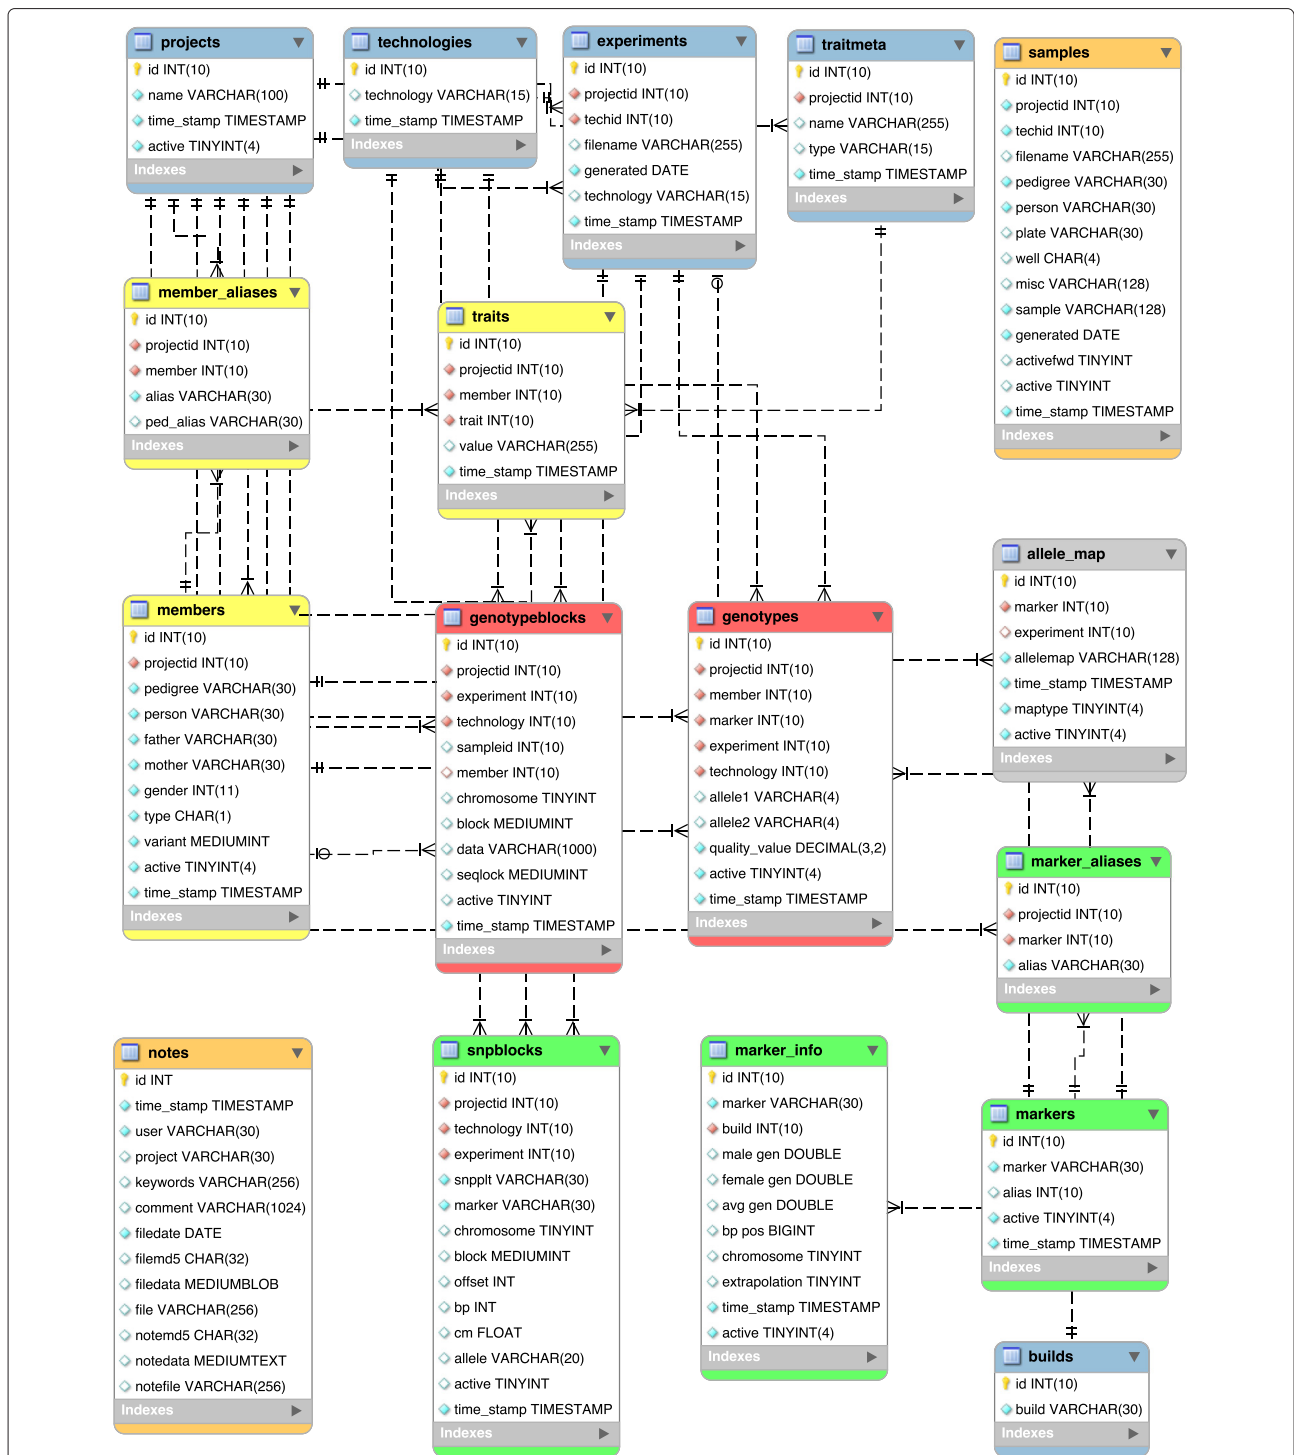 projects
id INT(10)
name VARCHAR(100)
time_stamp TIMESTAMP
active TINYINT(4)
Indexes
technologies
id INT(10)
technology VARCHAR(15)
time_stamp TIMESTAMP
Indexes
experiments
id INT(10)
projectid INT(10)
techid INT(10)
filename VARCHAR(255)
generated DATE
technology VARCHAR(15)
time_stamp TIMESTAMP
Indexes
traitmeta
id INT(10)
projectid INT(10)
name VARCHAR(255)
type VARCHAR(15)
time_stamp TIMESTAMP
Indexes
samples
id INT(10)
projectid INT(10)
techid INT(10)
filename VARCHAR(255)
pedigree VARCHAR(30)
person VARCHAR(30)
plate VARCHAR(30)
well CHAR(4)
misc VARCHAR(128)
sample VARCHAR(128)
generated DATE
activefwd TINYINT
active TINYINT
time_stamp TIMESTAMP
Indexes
member_aliases
id INT(10)
projectid INT(10)
member INT(10)
alias VARCHAR(30)
ped_alias VARCHAR(30)
Indexes
traits
id INT(10)
projectid INT(10)
member INT(10)
trait INT(10)
value VARCHAR(255)
time_stamp TIMESTAMP
Indexes
members
id INT(10)
projectid INT(10)
pedigree VARCHAR(30)
person VARCHAR(30)
father VARCHAR(30)
mother VARCHAR(30)
gender INT(11)
type CHAR(1)
variant MEDIUMINT
active TINYINT(4)
time_stamp TIMESTAMP
Indexes
genotypeblocks
id INT(10)
projectid INT(10)
experiment INT(10)
technology INT(10)
sampleid INT(10)
member INT(10)
chromosome TINYINT
block MEDIUMINT
data VARCHAR(1000)
seqlock MEDIUMINT
active TINYINT
time_stamp TIMESTAMP
Indexes
genotypes
id INT(10)
projectid INT(10)
member INT(10)
marker INT(10)
experiment INT(10)
technology INT(10)
allele1 VARCHAR(4)
allele2 VARCHAR(4)
quality_value DECIMAL(3,2)
active TINYINT(4)
time_stamp TIMESTAMP
Indexes
allele_map
id INT(10)
marker INT(10)
experiment INT(10)
allelemap VARCHAR(128)
time_stamp TIMESTAMP
maptype TINYINT(4)
active TINYINT(4)
Indexes
marker_aliases
id INT(10)
projectid INT(10)
marker INT(10)
alias VARCHAR(30)
Indexes
notes
id INT
time_stamp TIMESTAMP
user VARCHAR(30)
project VARCHAR(30)
keywords VARCHAR(256)
comment VARCHAR(1024)
filedate DATE
filemd5 CHAR(32)
filedata MEDIUMBLOB
file VARCHAR(256)
notemd5 CHAR(32)
notedata MEDIUMTEXT
notefile VARCHAR(256)
Indexes
snpblocks
id INT(10)
projectid INT(10)
technology INT(10)
experiment INT(10)
snpplt VARCHAR(30)
marker VARCHAR(30)
chromosome TINYINT
block MEDIUMINT
offset INT
bp INT
cm FLOAT
allele VARCHAR(20)
active TINYINT
time_stamp TIMESTAMP
Indexes
marker_info
id INT(10)
marker VARCHAR(30)
build INT(10)
male gen DOUBLE
female gen DOUBLE
avg gen DOUBLE
bp pos BIGINT
chromosome TINYINT
extrapolation TINYINT
time_stamp TIMESTAMP
active TINYINT(4)
Indexes
markers
id INT(10)
marker VARCHAR(30)
alias INT(10)
active TINYINT(4)
time_stamp TIMESTAMP
Indexes
builds
id INT(10)
build VARCHAR(30)
Indexes